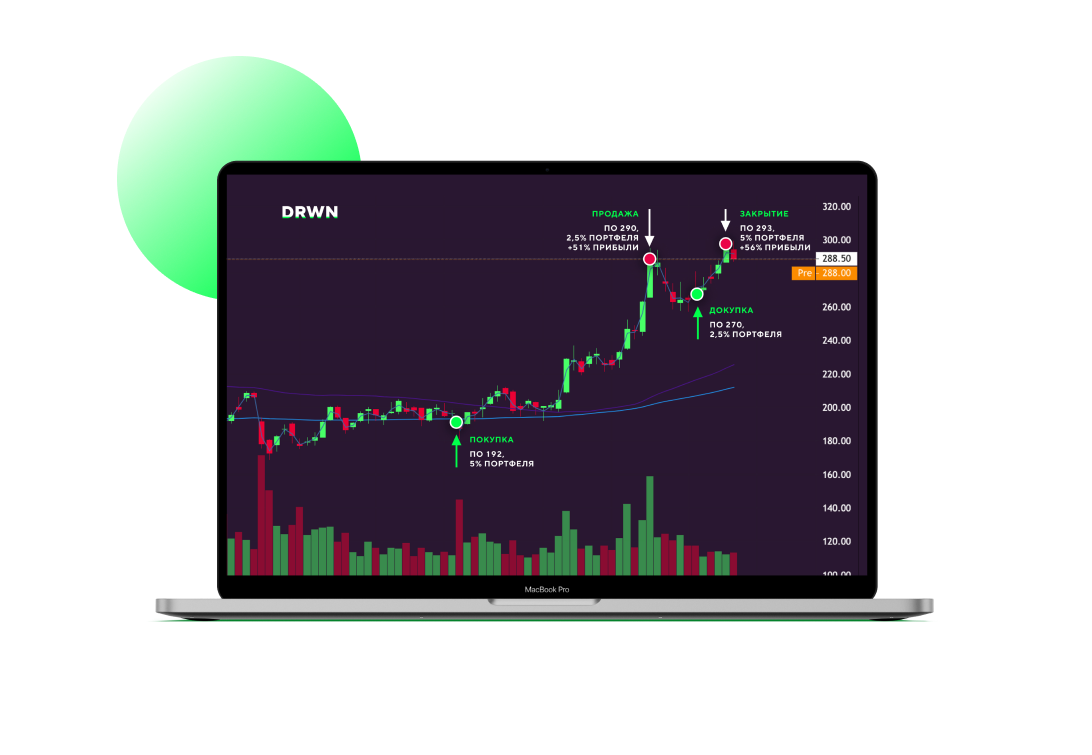 DRWN
ПРОДАЖА
ПО 290,
2,5% ПОРТФЕЛЯ
+51% ПРИБЫЛИ
ЗАКРЫТИЕ
ПО 293,
5% ПОРТФЕЛЯ
+56% ПРИБЫЛИ
ДОКУПКА
ПО 270,
2,5% ПОРТФЕЛЯ
ПОКУПКА
ПО 192,
5% ПОРТФЕЛЯ
320.00
300.00
288.50
Pre 288.00
260.00
240.00
220.00
200.00
180.00
160.00
140.00
120.00
100.00
MacBook Pro